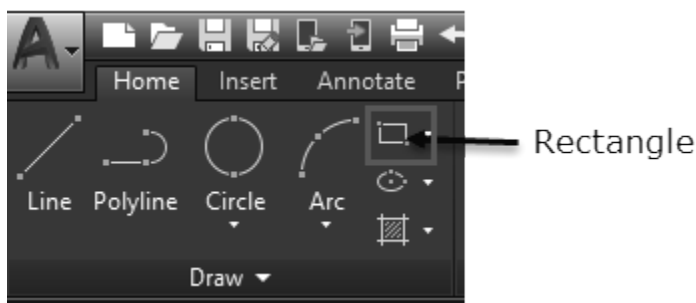 A
Home Insert Annotate P
Rectangle
Line Polyline Circle Arc
Draw